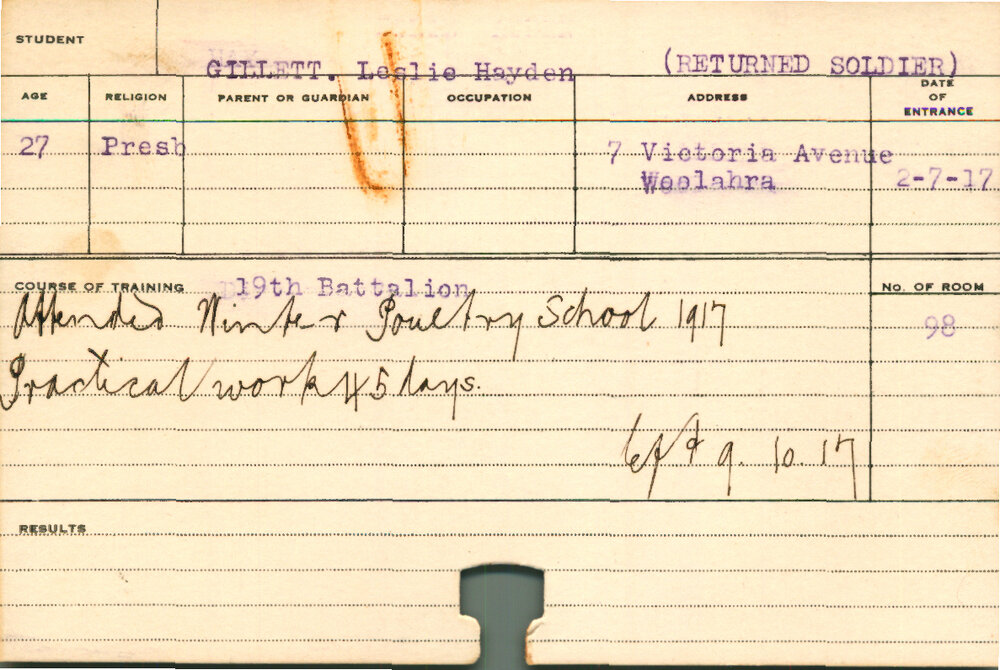 STUDENT
GILLETT. Leslie Hayden (RETURNED SOLDIER)
AGE RELIGION PARENT OR GUARDIAN OCCUPATION ADDRESS DATE OF ENTRANCE
27 Presb 7 Victoria Avenue
Woolahra 2-7-17
COURSE OF TRAINING 19th Battalion No. OF ROOM
Attended Winter Poultry School 1917 98
Practical work 45 days.
left 9. 10. 17
RESULTS